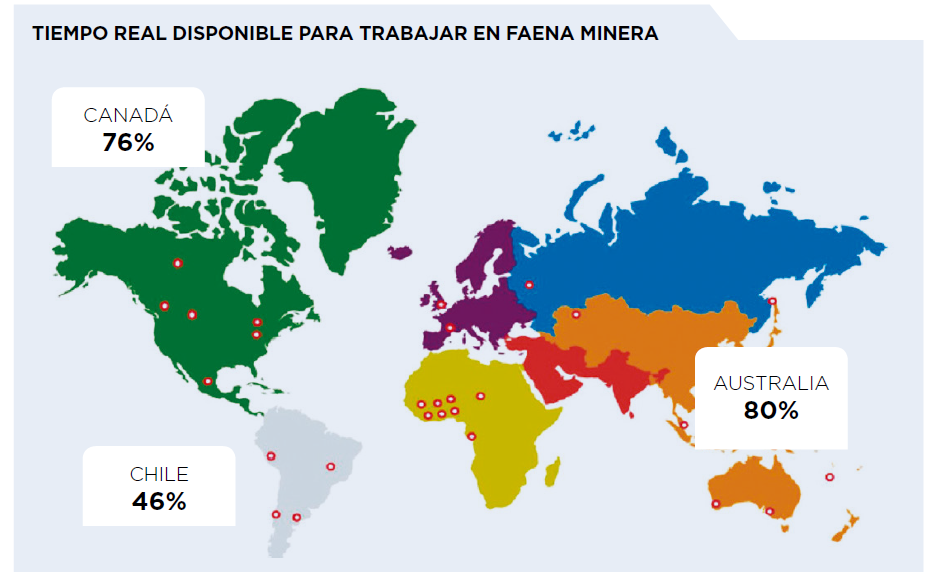 TIEMPO REAL DISPONIBLE PARA TRABAJAR EN FAENA MINERA
CANADÁ
76%
AUSTRALIA
80%
CHILE
46%